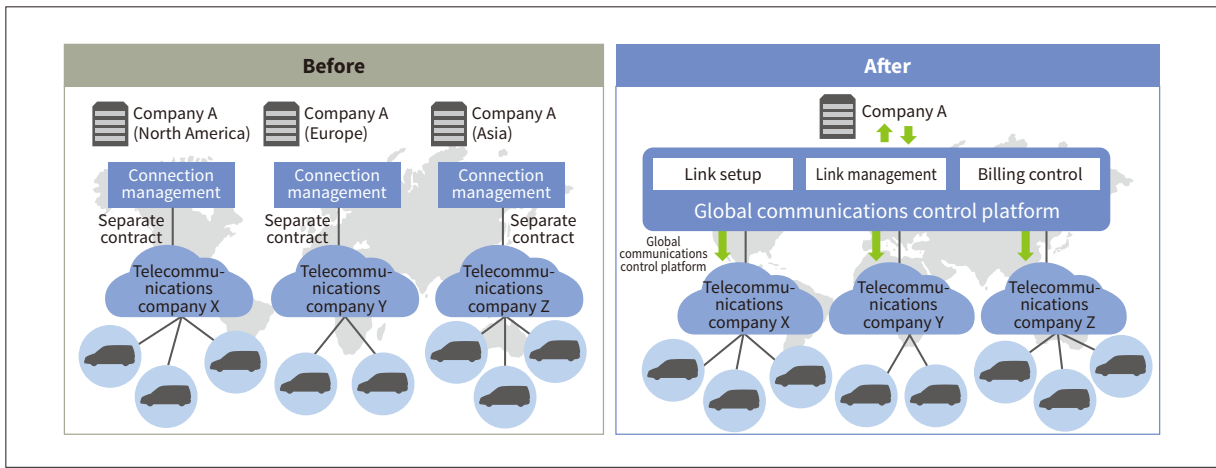 Before
Company A
(North America)
Company A
(Europe)
Company A
(Asia)
Connection
management
Connection
management
Connection
management
Separate
contract
Separate
contract
Separate
contract
Telecommu-
nications
company X
Telecommu-
nications
company Y
Telecommu-
nications
company Z
After
Company A
Link setup
Link management
Billing control
Global communications control platform
Global
communications
control platform
Telecommu-
nications
company X
Telecommu-
nications
company Y
Telecommu-
nications
company Z